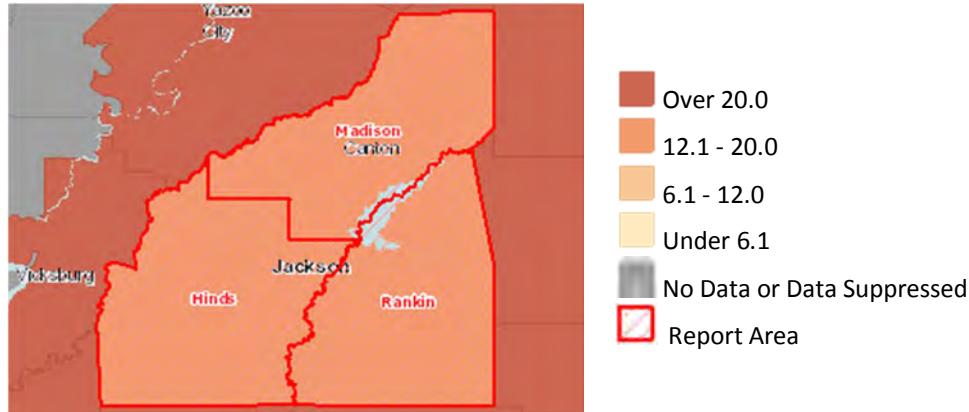 Yazoo
City
Madison
Canton
Vicksburg
Jackson
Hinds
Rankin
Over 20.0
12.1 - 20.0
6.1 - 12.0
Under 6.1
No Data or Data Suppressed
Report Area